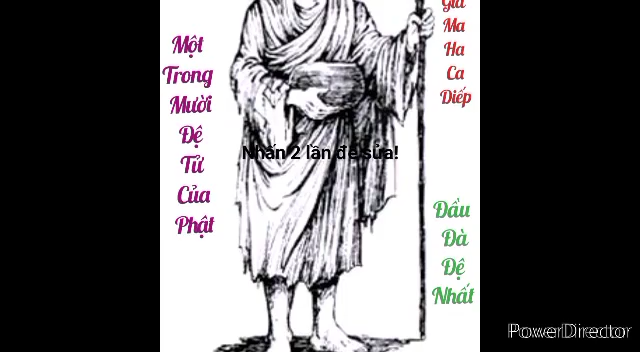 Một
Trong
Mười
Đệ
Tử
Của
Phật
Giả
Ma
Ha
Ca
Diếp
Nhấn 2 lần để sửa!
Đầu
Đà
Đệ
Nhất
PowerDirector